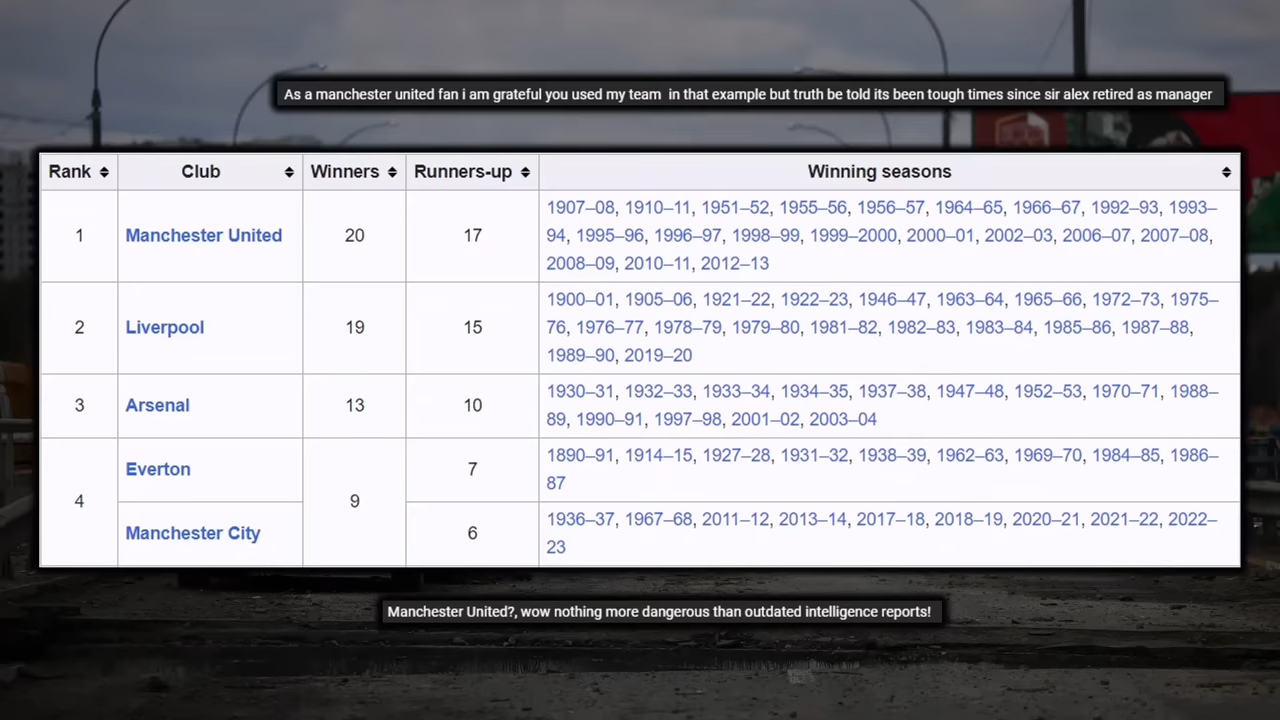 As a manchester united fan i am grateful you used my team  in that example but truth be told its been tough times since sir alex retired as manager
Rank Club Winners Runners-up Winning seasons
1 Manchester United 20 17 1907–08, 1910–11, 1951–52, 1955–56, 1956–57, 1964–65, 1966–67, 1992–93, 1993–
94, 1995–96, 1996–97, 1998–99, 1999–2000, 2000–01, 2002–03, 2006–07, 2007–08,
2008–09, 2010–11, 2012–13
2 Liverpool 19 15 1900–01, 1905–06, 1921–22, 1922–23, 1946–47, 1963–64, 1965–66, 1972–73, 1975–
76, 1976–77, 1978–79, 1979–80, 1981–82, 1982–83, 1983–84, 1985–86, 1987–88,
1989–90, 2019–20
3 Arsenal 13 10 1930–31, 1932–33, 1933–34, 1934–35, 1937–38, 1947–48, 1952–53, 1970–71, 1988–
89, 1990–91, 1997–98, 2001–02, 2003–04
4 Everton 9 7 1890–91, 1914–15, 1927–28, 1931–32, 1938–39, 1962–63, 1969–70, 1984–85, 1986–
87
Manchester City 6 1936–37, 1967–68, 2011–12, 2013–14, 2017–18, 2018–19, 2020–21, 2021–22, 2022–
23
Manchester United?, wow nothing more dangerous than outdated intelligence reports!